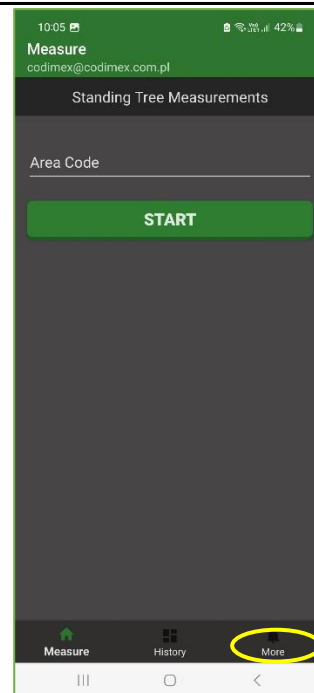 10:05 42%
Measure
codimex@codimex.com.pl
Standing Tree Measurements
Area Code
START
Measure History More